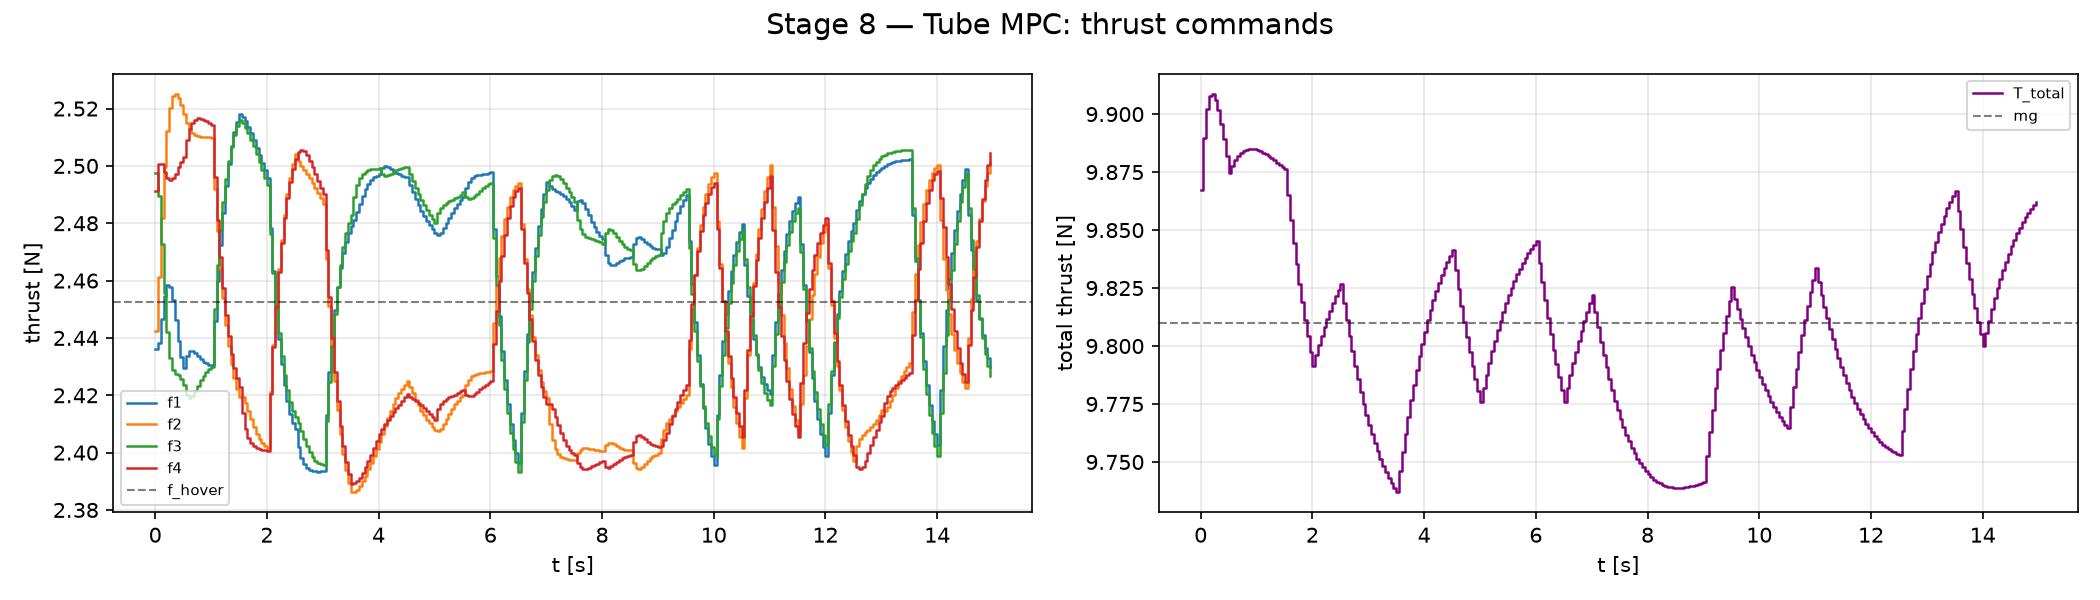 Stage 8 — Tube MPC: thrust commands
thrust [N]
2.52
2.50
2.48
2.46
2.44
2.42
2.40
2.38
f1
f2
f3
f4
f_hover
0 2 4 6 8 10 12 14
t [s]
total thrust [N]
9.900
9.875
9.850
9.825
9.800
9.775
9.750
T_total
mg
0 2 4 6 8 10 12 14
t [s]